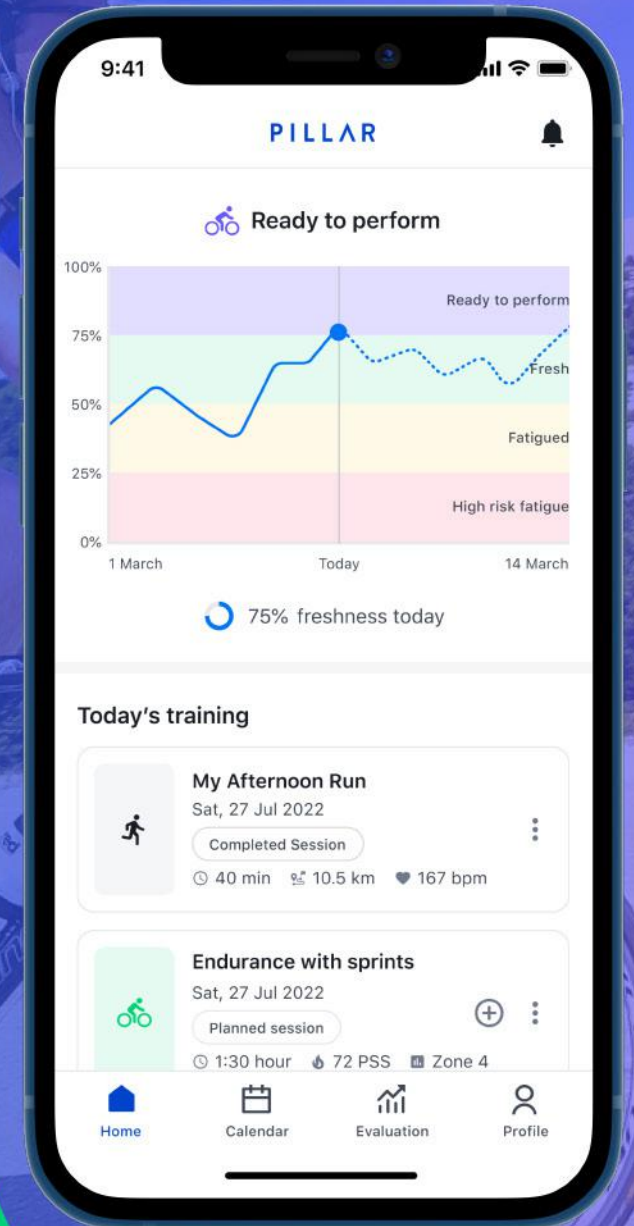 9:41
PILLAR
Ready to perform
100%
Ready to perform
75%
Fresh
50%
Fatigued
25%
High risk fatigue
0%
1 March Today 14 March
75% freshness today
Today's training
My Afternoon Run
Sat, 27 Jul 2022
Completed Session
40 min 10.5 km 167 bpm
Endurance with sprints
Sat, 27 Jul 2022
Planned session
1:30 hour 72 PSS Zone 4
Home Calendar Evaluation Profile